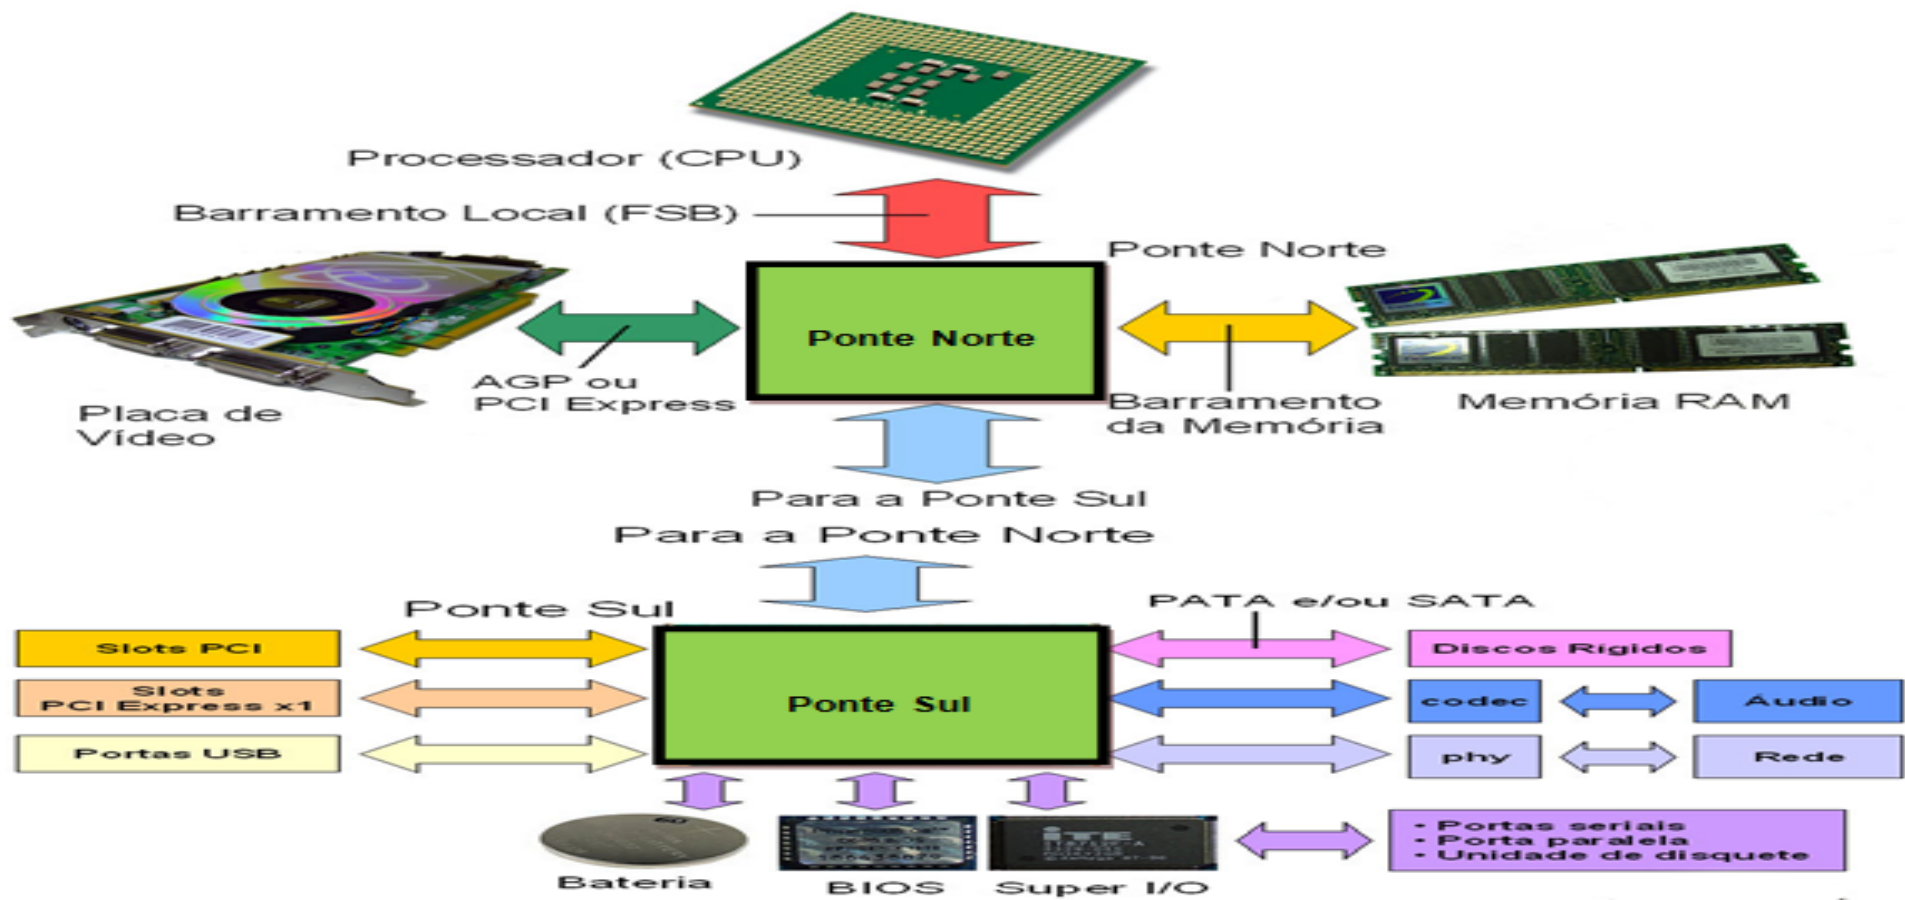 Processador (CPU)
Barramento Local (FSB)
Ponte Norte
Ponte Norte
AGP ou
PCI Express
Placa de
Vídeo
Barramento
da Memória
Memória RAM
Para a Ponte Sul
Para a Ponte Norte
Ponte Sul
PATA e/ou SATA
Slots PCI
Discos Rígidos
Slots
PCI Express x1
Ponte Sul
codec
Áudio
Portas USB
phy
Rede
iTE
• Portas seriais
• Porta paralela
• Unidade de disquete
Bateria
BIOS
Super I/O